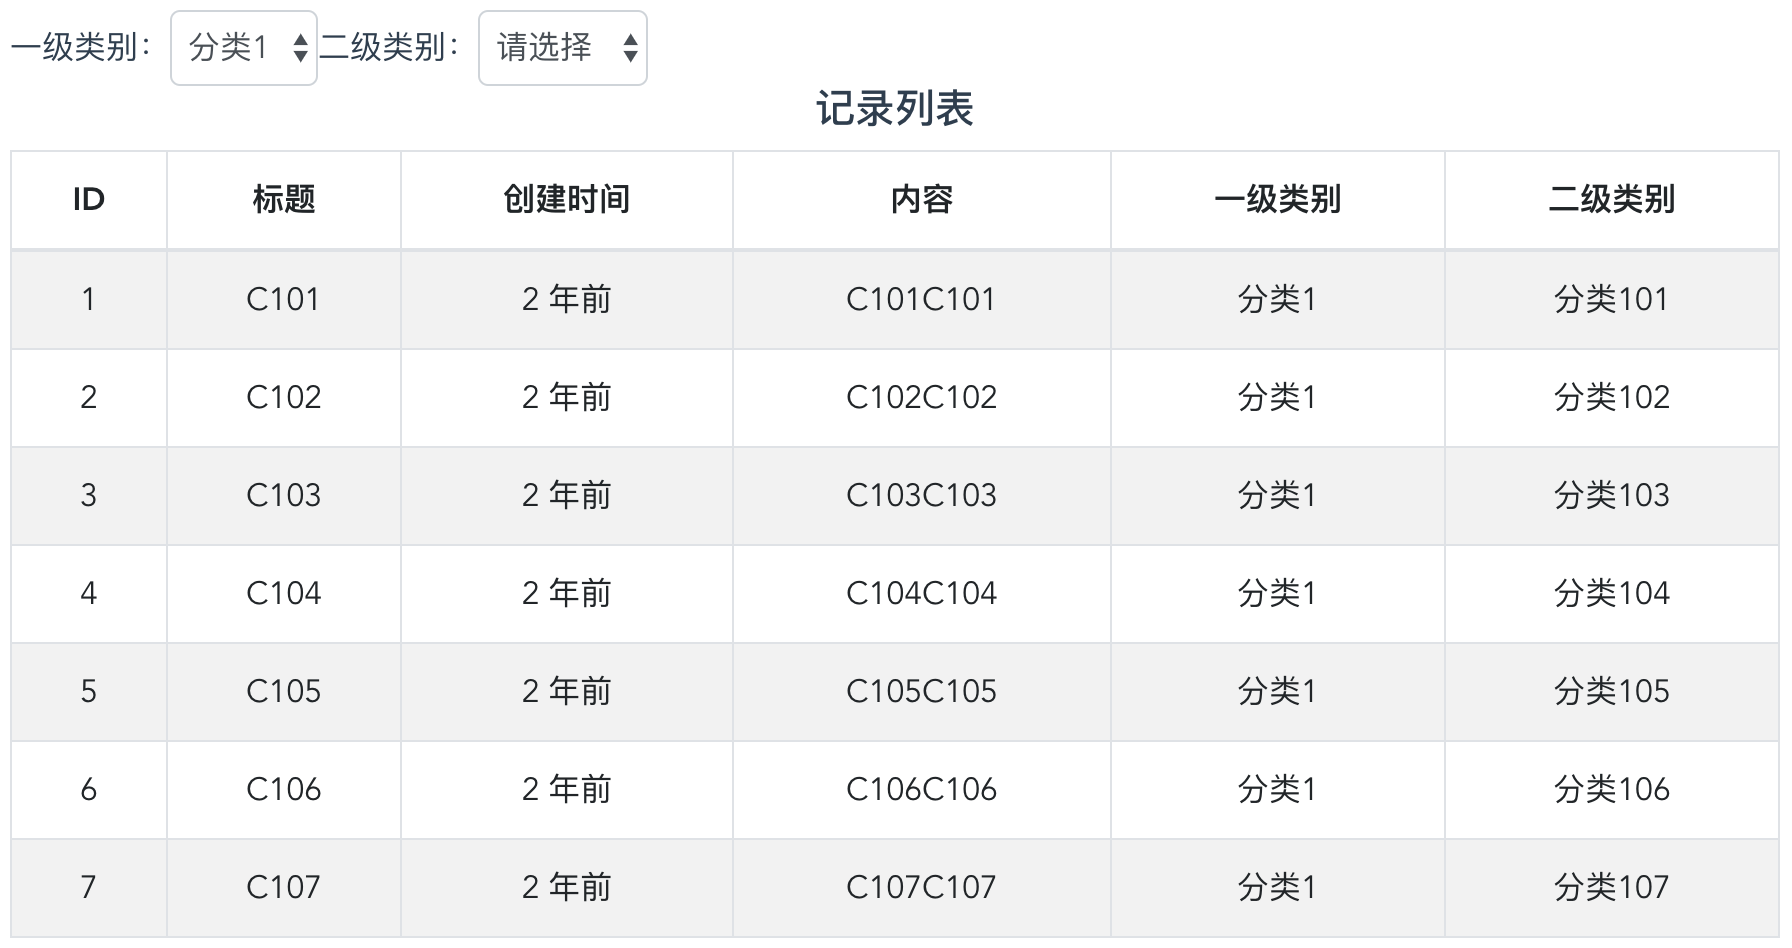 一级类别： 分类1 二级类别： 请选择
记录列表
ID 标题 创建时间 内容 一级类别 二级类别
1 C101 2 年前 C101C101 分类1 分类101
2 C102 2 年前 C102C102 分类1 分类102
3 C103 2 年前 C103C103 分类1 分类103
4 C104 2 年前 C104C104 分类1 分类104
5 C105 2 年前 C105C105 分类1 分类105
6 C106 2 年前 C106C106 分类1 分类106
7 C107 2 年前 C107C107 分类1 分类107